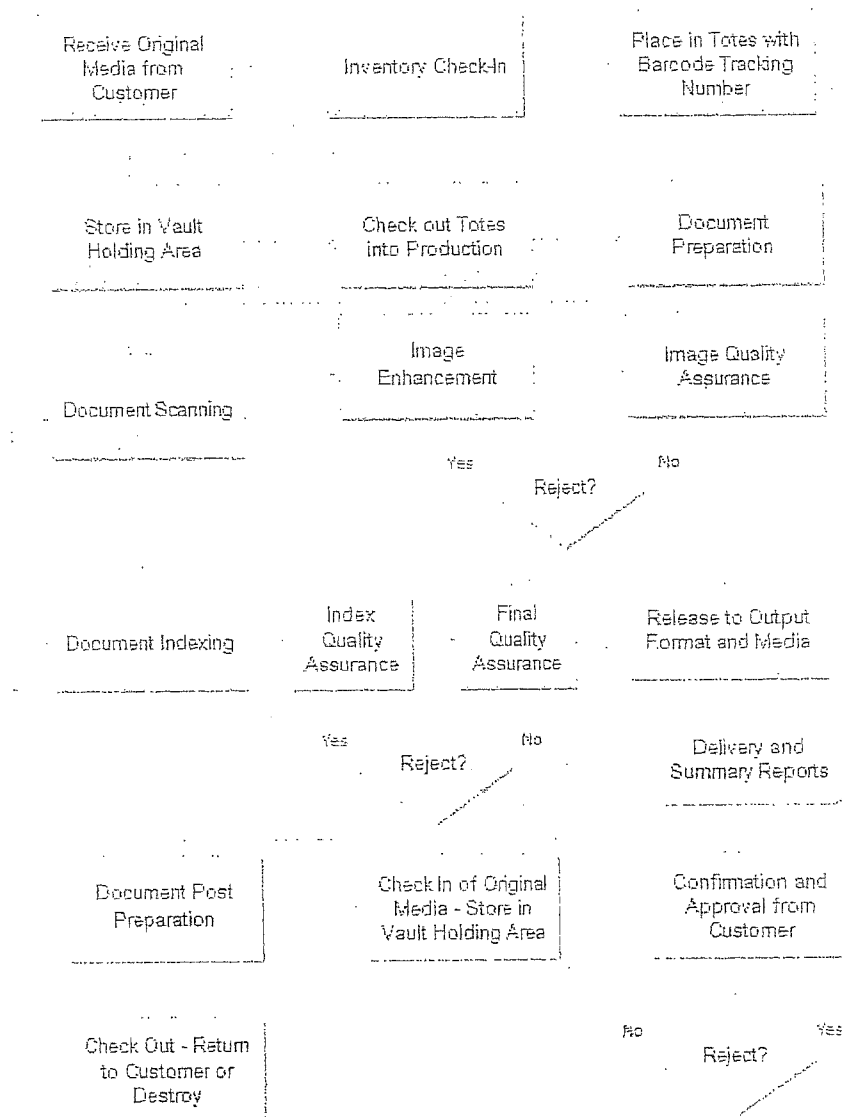 Receive Original
Media from
Customer
Inventory Check-In
Place in Totes with
Barcode Tracking
Number
Store in Vault
Holding Area
Check out Totes
into Production
Document
Preparation
Document Scanning
Image
Enhancement
Image Quality
Assurance
Yes
No
Reject?
Document Indexing
Index
Quality
Assurance
Final
Quality
Assurance
Release to Output
Format and Media
Yes
No
Reject?
Delivery and
Summary Reports
Document Post
Preparation
Check In of Original
Media - Store in
Vault Holding Area
Confirmation and
Approval from
Customer
Check Out - Return
to Customer or
Destroy
No
Yes
Reject?